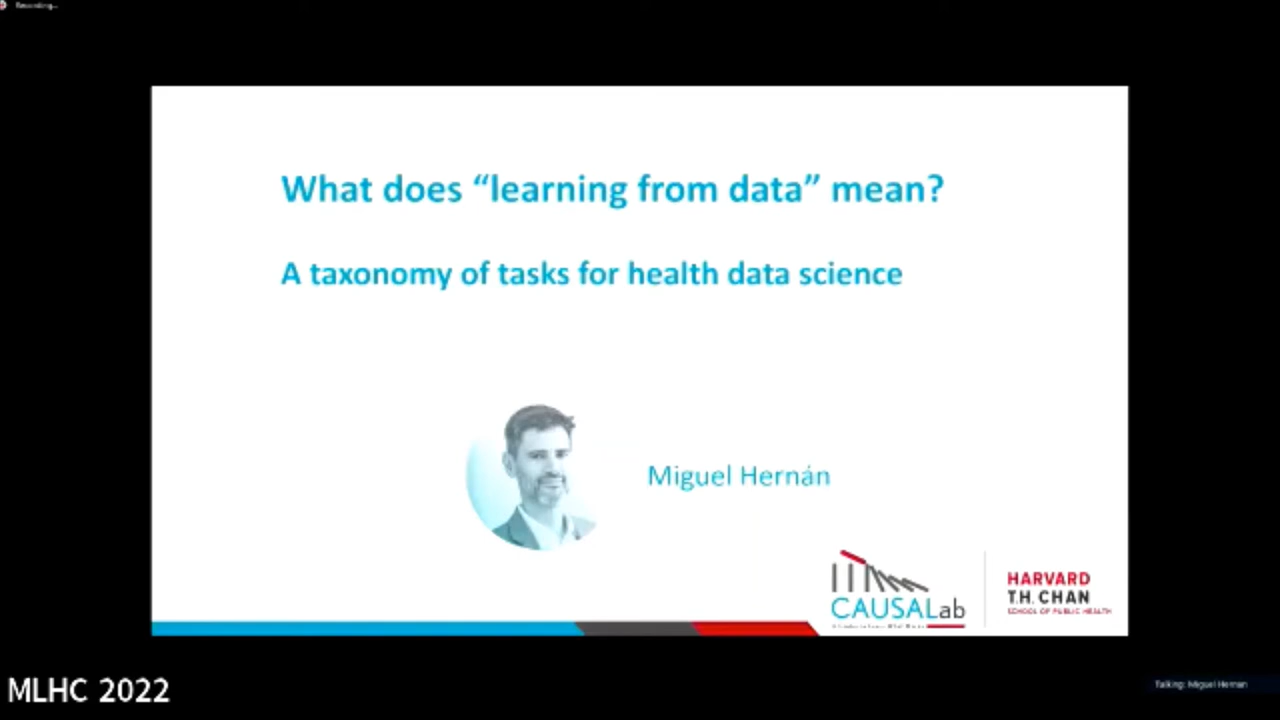 Recording...
What does “learning from data” mean?
A taxonomy of tasks for health data science
Miguel Hernán
CAUSALab
HARVARD
T.H. CHAN
SCHOOL OF PUBLIC HEALTH
MLHC 2022
Talking: Miguel Hernan